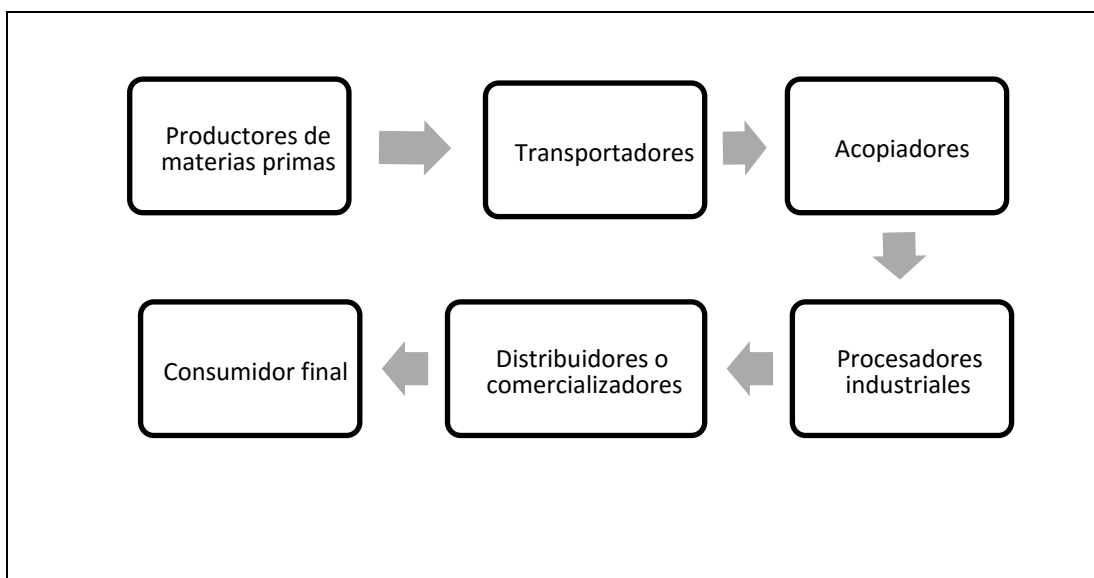 Productores de
materias primas
Transportadores
Acopiadores
Procesadores
industriales
Distribuidores o
comercializadores
Consumidor final